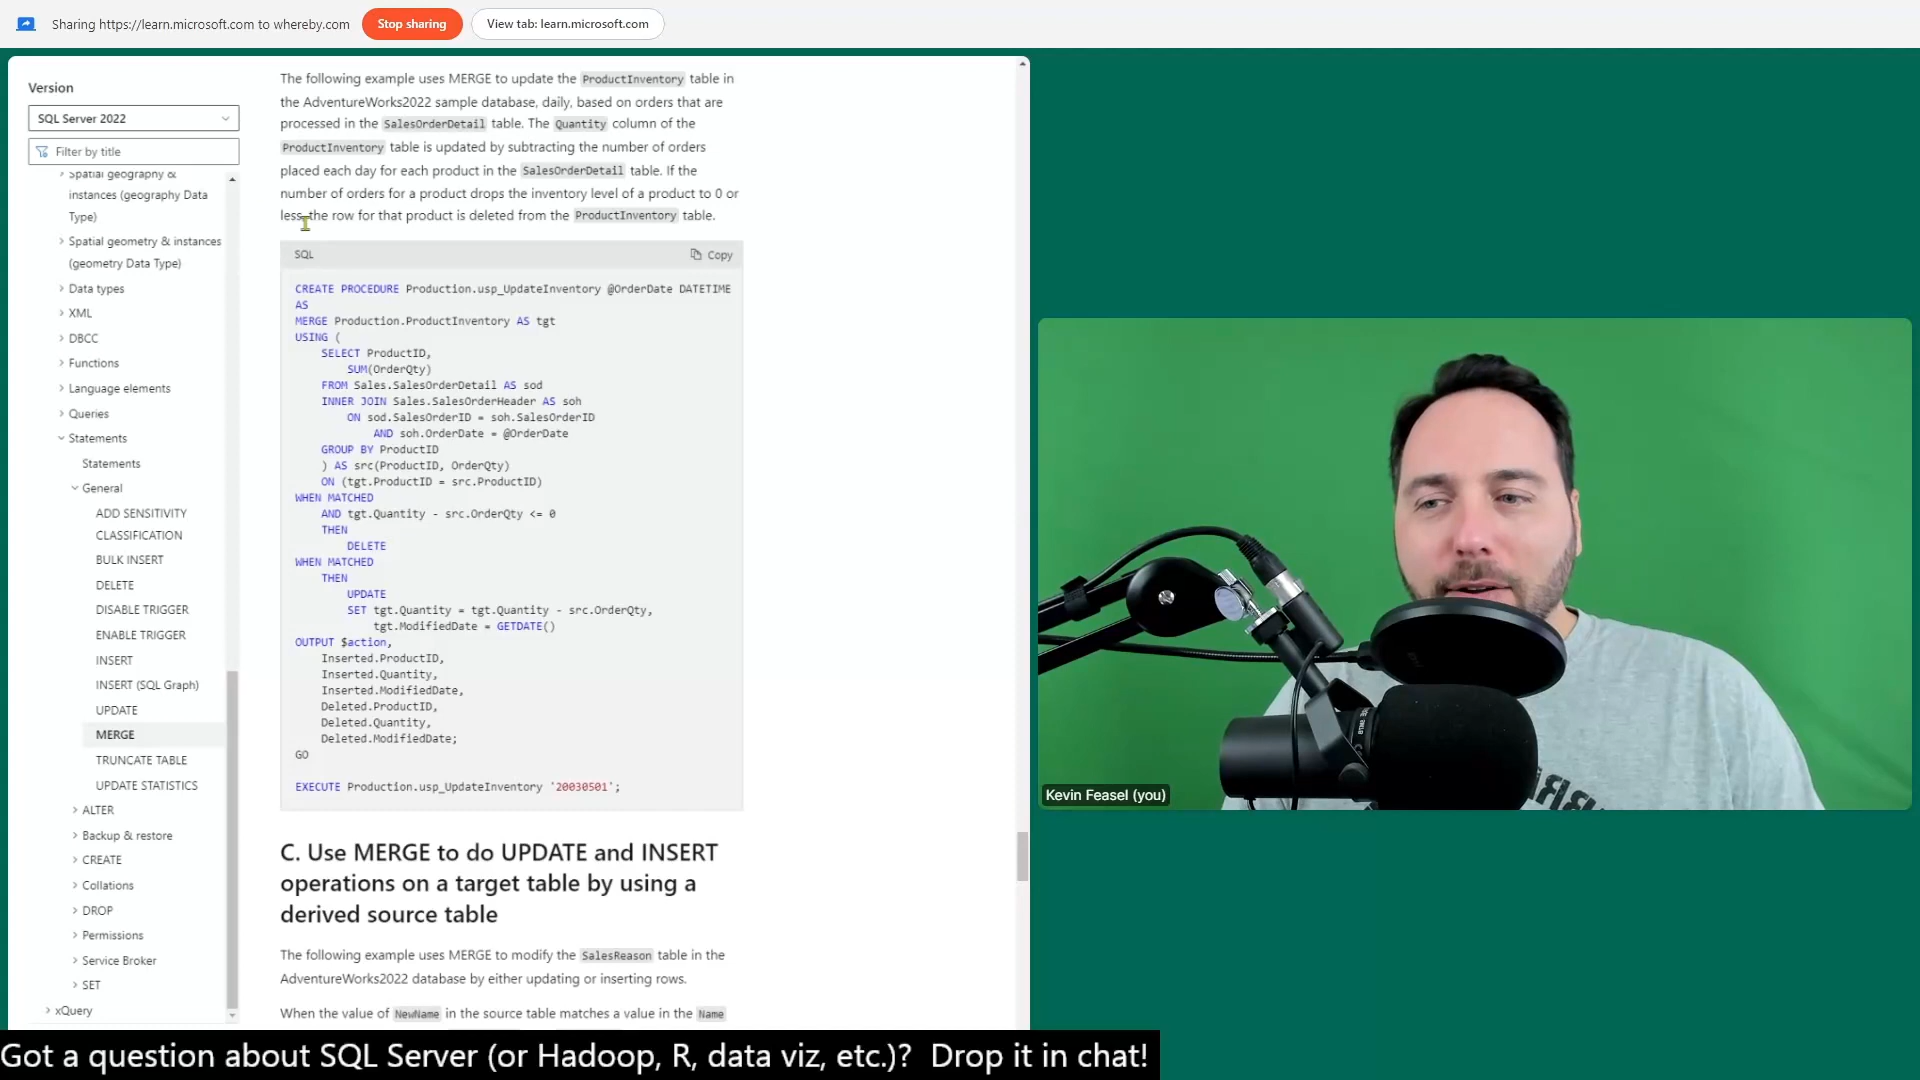 Sharing https://learn.microsoft.com to whereby.com
Stop sharing
View tab: learn.microsoft.com
Version
SQL Server 2022
Filter by title
Spatial geography &
instances (geography Data
Type)
Spatial geometry & instances
(geometry Data Type)
Data types
XML
DBCC
Functions
Language elements
Queries
Statements
Statements
General
ADD SENSITIVITY
CLASSIFICATION
BULK INSERT
DELETE
DISABLE TRIGGER
ENABLE TRIGGER
INSERT
INSERT (SQL Graph)
UPDATE
MERGE
TRUNCATE TABLE
UPDATE STATISTICS
ALTER
Backup & restore
CREATE
Collations
DROP
Permissions
Service Broker
SET
xQuery
The following example uses MERGE to update the ProductInventory table in
the AdventureWorks2022 sample database, daily, based on orders that are
processed in the SalesOrderDetail table. The Quantity column of the
ProductInventory table is updated by subtracting the number of orders
placed each day for each product in the SalesOrderDetail table. If the
number of orders for a product drops the inventory level of a product to 0 or
less, the row for that product is deleted from the ProductInventory table.
SQL
Copy
CREATE PROCEDURE Production.usp_UpdateInventory @OrderDate DATETIME
AS
MERGE Production.ProductInventory AS tgt
USING (
SELECT ProductID,
SUM(OrderQty)
FROM Sales.SalesOrderDetail AS sod
INNER JOIN Sales.SalesOrderHeader AS soh
ON sod.SalesOrderID = soh.SalesOrderID
AND soh.OrderDate = @OrderDate
GROUP BY ProductID
) AS src(ProductID, OrderQty)
ON (tgt.ProductID = src.ProductID)
WHEN MATCHED
AND tgt.Quantity - src.OrderQty <= 0
THEN
DELETE
WHEN MATCHED
THEN
UPDATE
SET tgt.Quantity = tgt.Quantity - src.OrderQty,
tgt.ModifiedDate = GETDATE()
OUTPUT $action,
Inserted.ProductID,
Inserted.Quantity,
Inserted.ModifiedDate,
Deleted.ProductID,
Deleted.Quantity,
Deleted.ModifiedDate;
GO
EXECUTE Production.usp_UpdateInventory '20030501';
C. Use MERGE to do UPDATE and INSERT
operations on a target table by using a
derived source table
The following example uses MERGE to modify the SalesReason table in the
AdventureWorks2022 database by either updating or inserting rows.
When the value of NewName in the source table matches a value in the Name
Kevin Feasel (you)
Got a question about SQL Server (or Hadoop, R, data viz, etc.)? Drop it in chat!